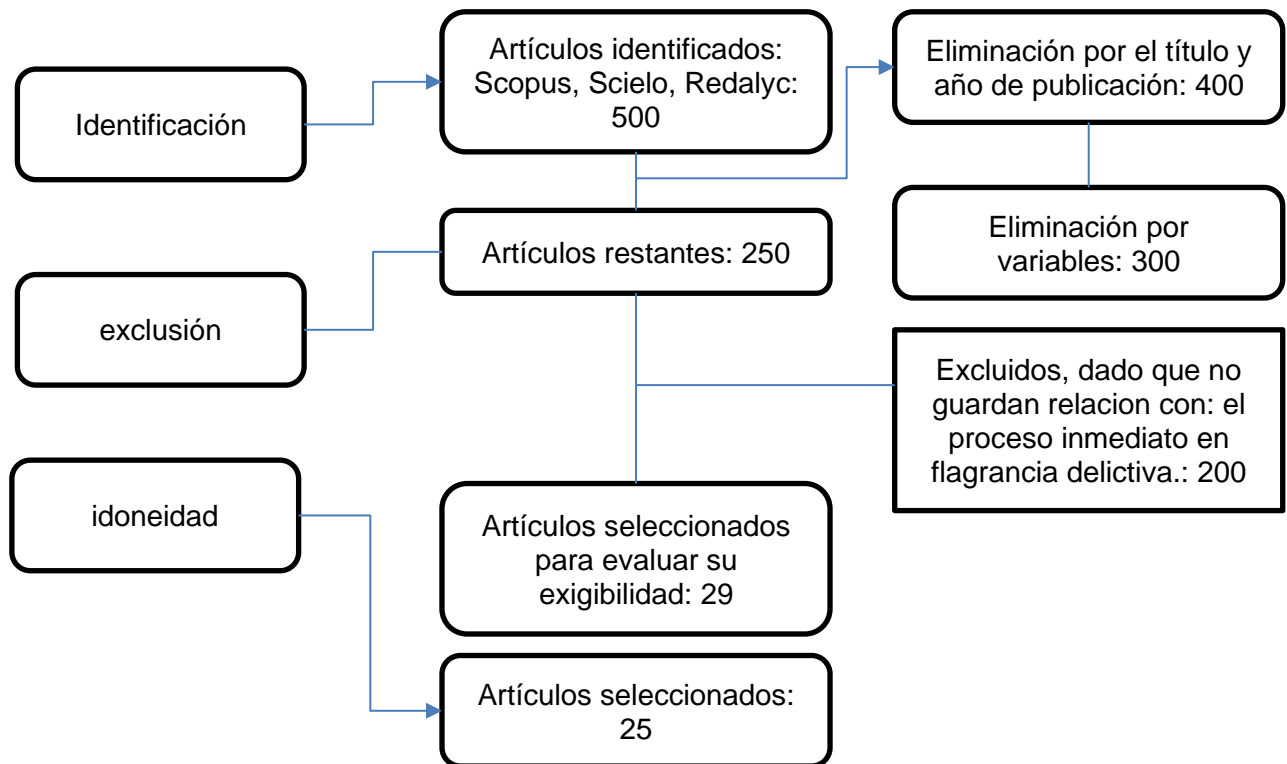 Identificación
Artículos identificados:
Scopus, Scielo, Redalyc:
500
Eliminación por el título y
año de publicación: 400
Eliminación por
variables: 300
exclusión
Artículos restantes: 250
Excluidos, dado que no
guardan relacion con: el
proceso inmediato en
flagrancia delictiva.: 200
idoneidad
Artículos seleccionados
para evaluar su
exigibilidad: 29
Artículos seleccionados:
25